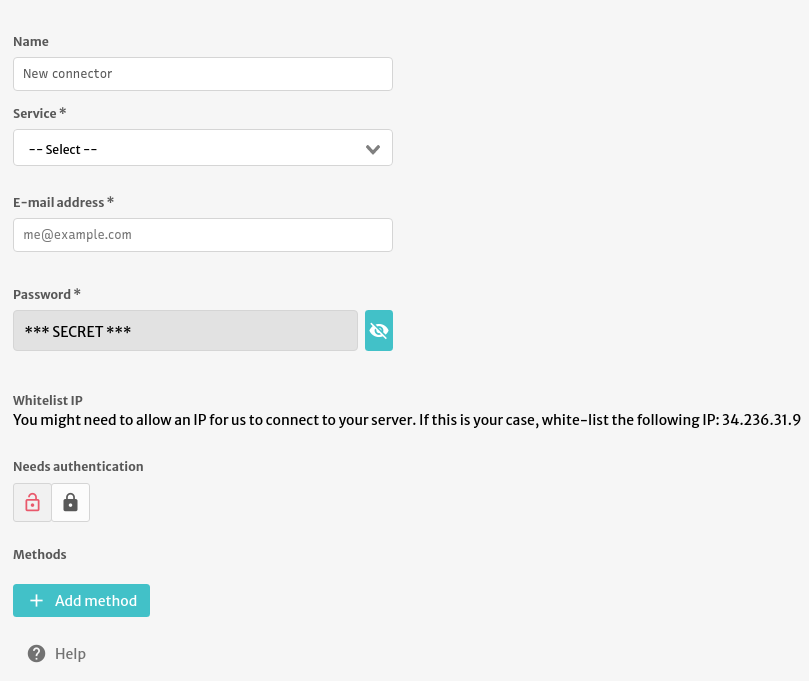 Name
New connector
Service *
-- Select --
E-mail address *
me@example.com
Password *
*** SECRET ***
Whitelist IP
You might need to allow an IP for us to connect to your server. If this is your case, white-list the following IP: 34.236.31.9
Needs authentication
Methods
+ Add method
Help